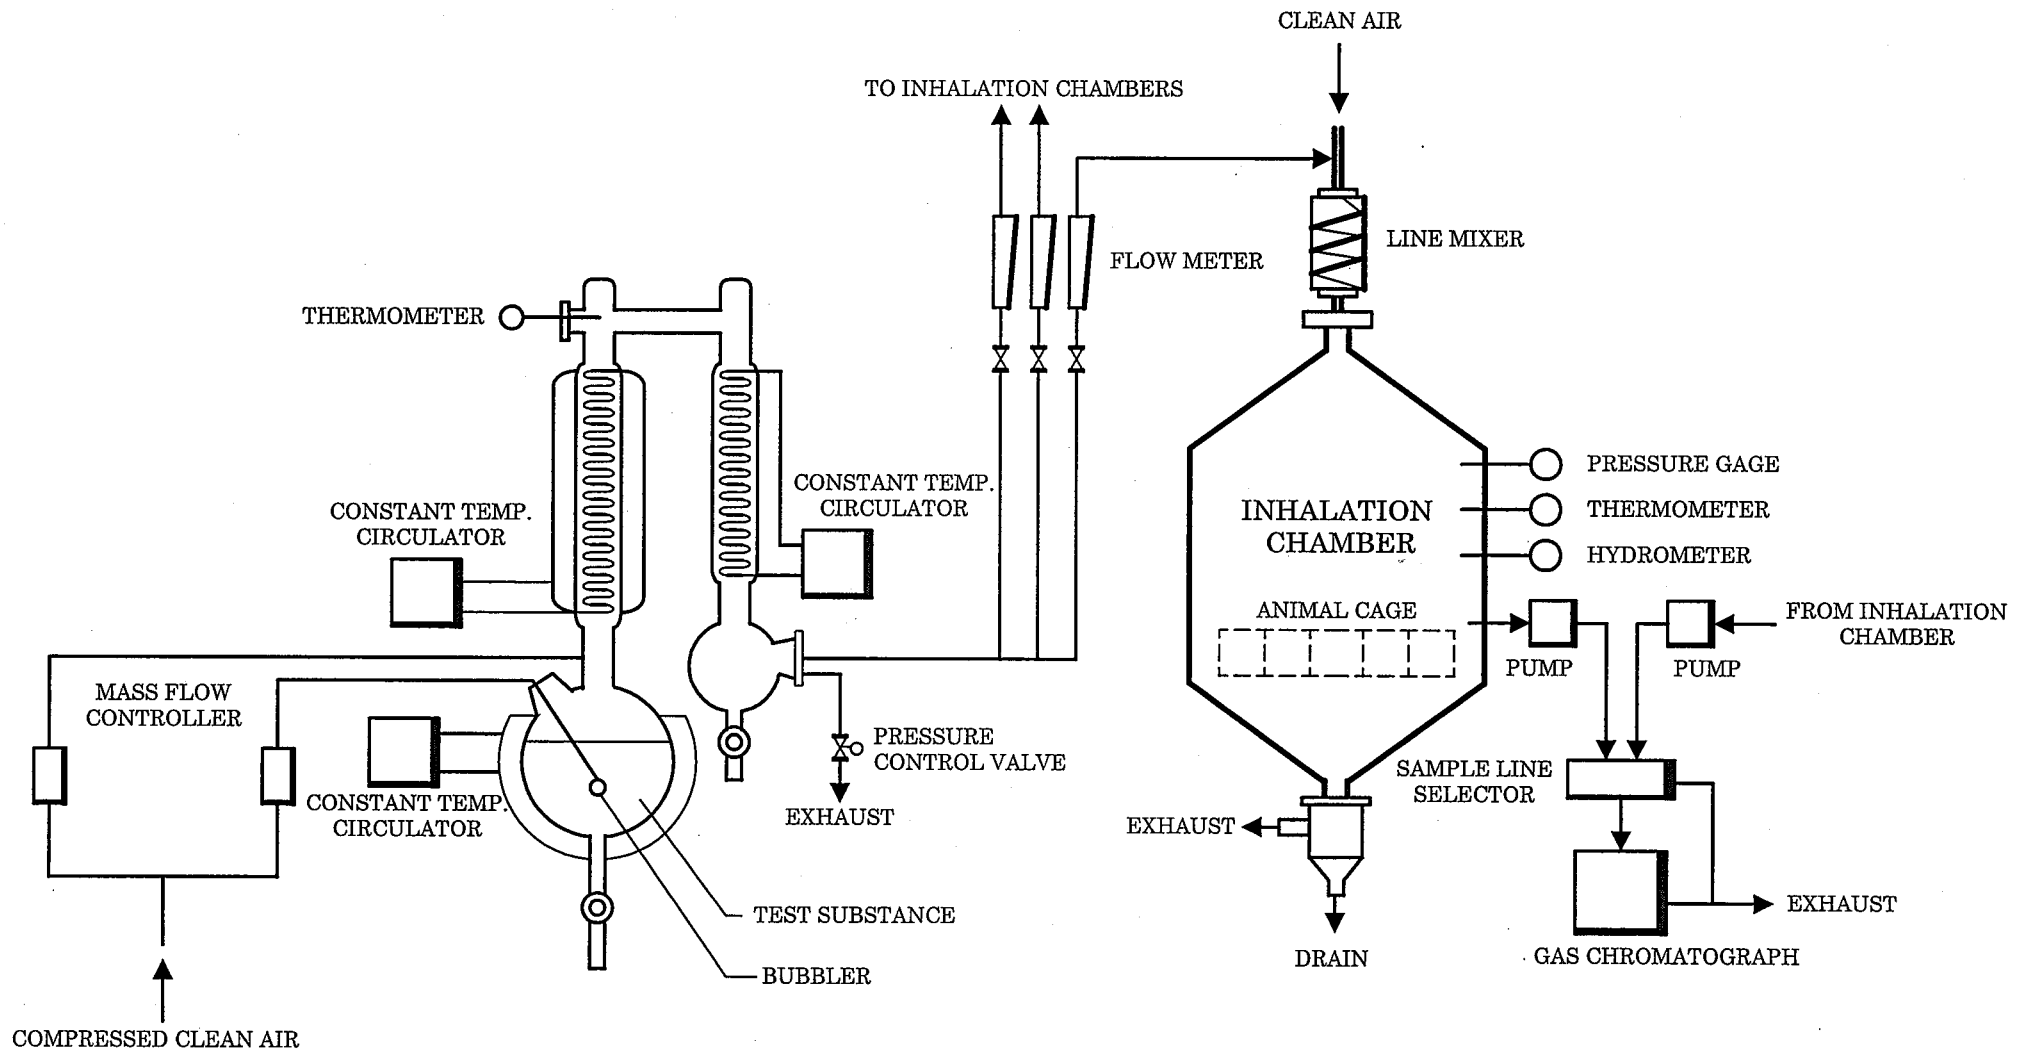 CLEAN AIR
TO INHALATION CHAMBERS
LINE MIXER
FLOW METER
THERMOMETER
CONSTANT TEMP.
CIRCULATOR
CONSTANT TEMP.
CIRCULATOR
INHALATION
CHAMBER
PRESSURE GAGE
THERMOMETER
HYDROMETER
ANIMAL CAGE
PUMP
PUMP
FROM INHALATION
CHAMBER
MASS FLOW
CONTROLLER
PRESSURE
CONTROL VALVE
EXHAUST
CONSTANT TEMP.
CIRCULATOR
SAMPLE LINE
SELECTOR
EXHAUST
TEST SUBSTANCE
BUBBLER
DRAIN
EXHAUST
GAS CHROMATOGRAPH
COMPRESSED CLEAN AIR